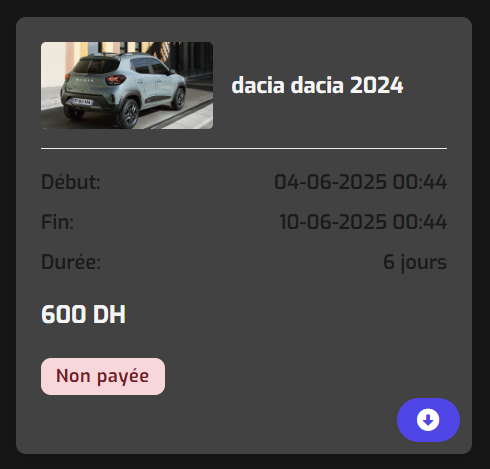 dacia dacia 2024
Début: 04-06-2025 00:44
Fin: 10-06-2025 00:44
Durée: 6 jours
600 DH
Non payée